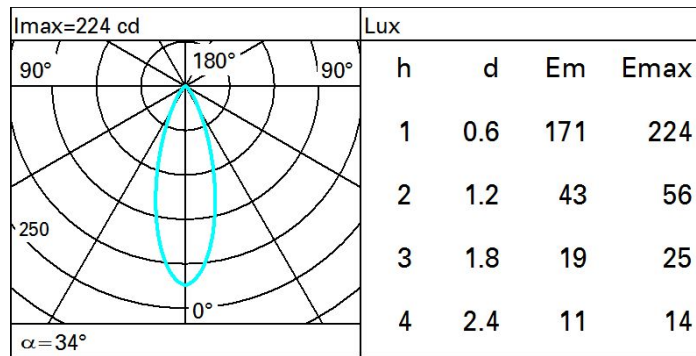 Imax=224 cd
Lux
90° 180° 90°
250
0°
α=34°
h d Em Emax
1 0.6 171 224
2 1.2 43 56
3 1.8 19 25
4 2.4 11 14